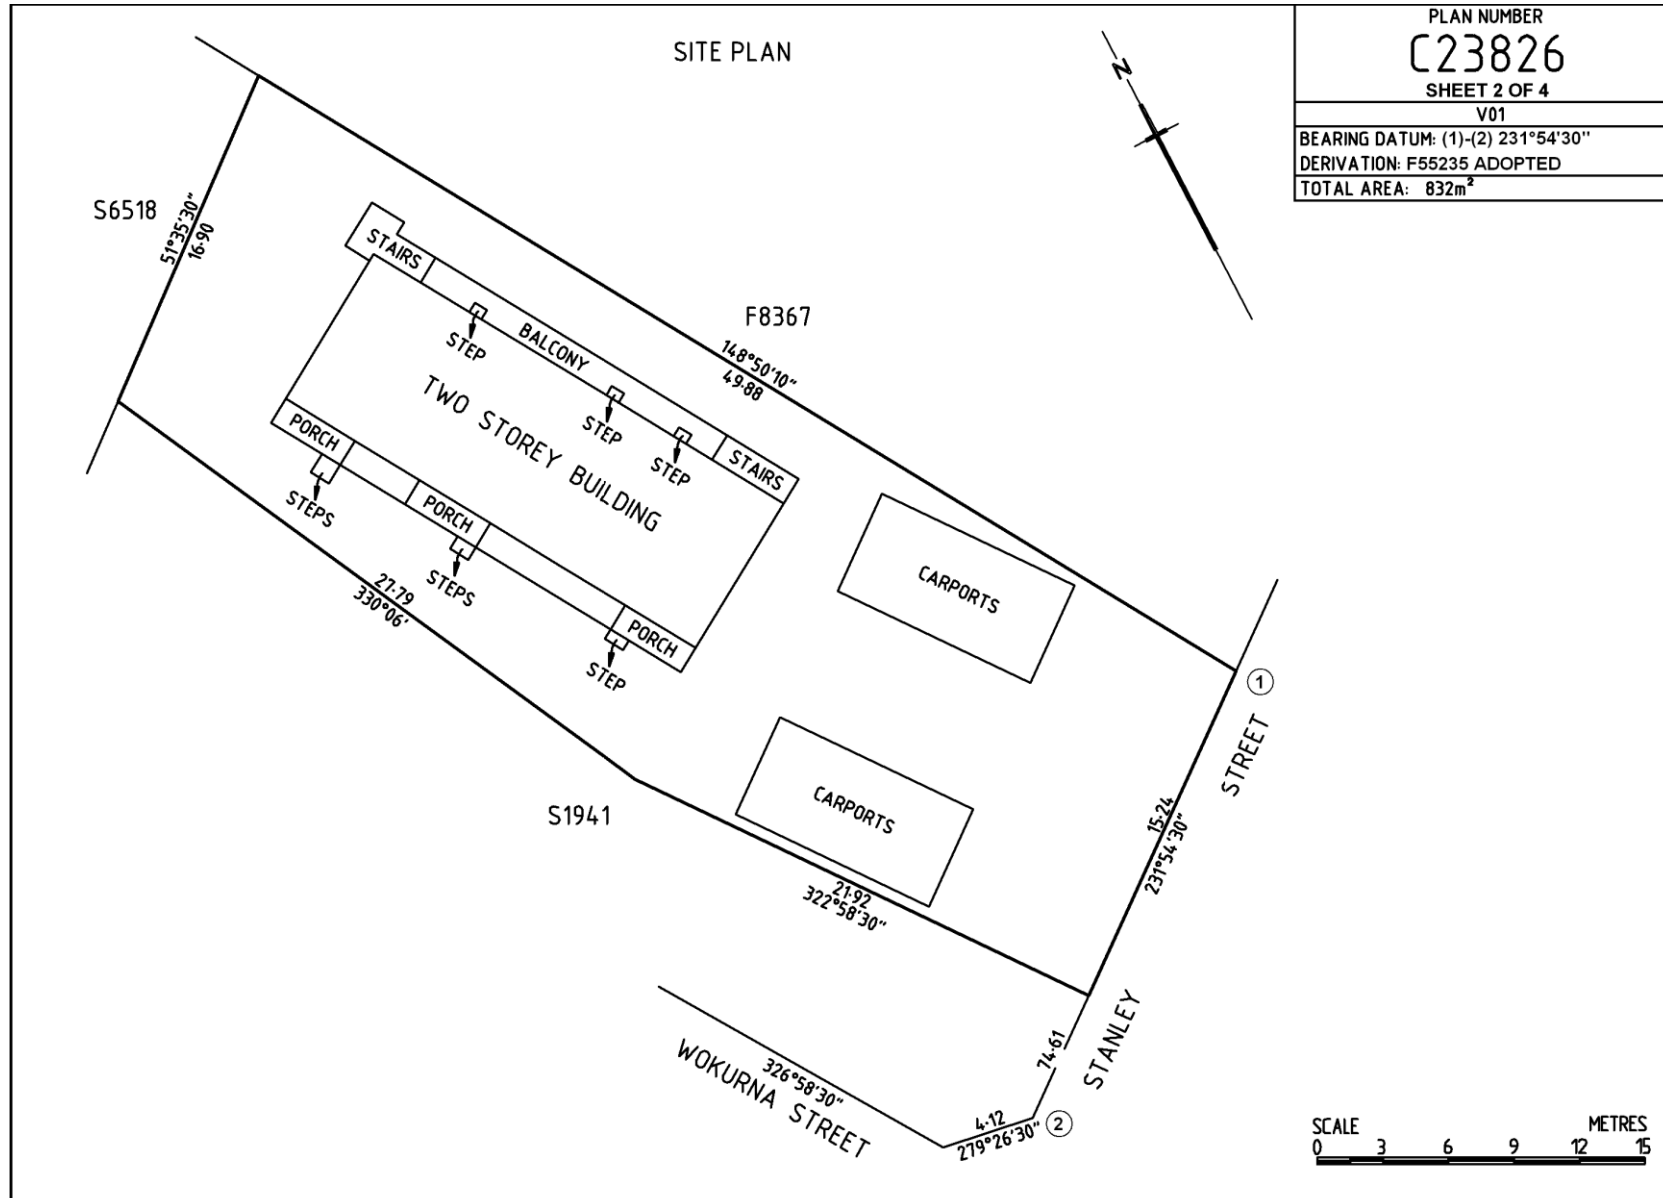 SITE PLAN
PLAN NUMBER
C23826
SHEET 2 OF 4
V01
BEARING DATUM: (1)-(2) 231°54'30"
DERIVATION: F55235 ADOPTED
TOTAL AREA: 832m²
N
S6518
51°35'30"
16·90
STAIRS
F8367
148°50'10"
49·88
STEP
BALCONY
STEP
STEP
STAIRS
TWO STOREY BUILDING
PORCH
STEPS
PORCH
STEPS
PORCH
STEP
CARPORTS
27·79
330°06'
1
STREET
S1941
CARPORTS
15·24
231°54'30"
21·92
322°58'30"
STANLEY
74·61
326°58'30"
WOKURNA STREET
4·12
279°26'30"
2
SCALE
METRES
0 3 6 9 12 15